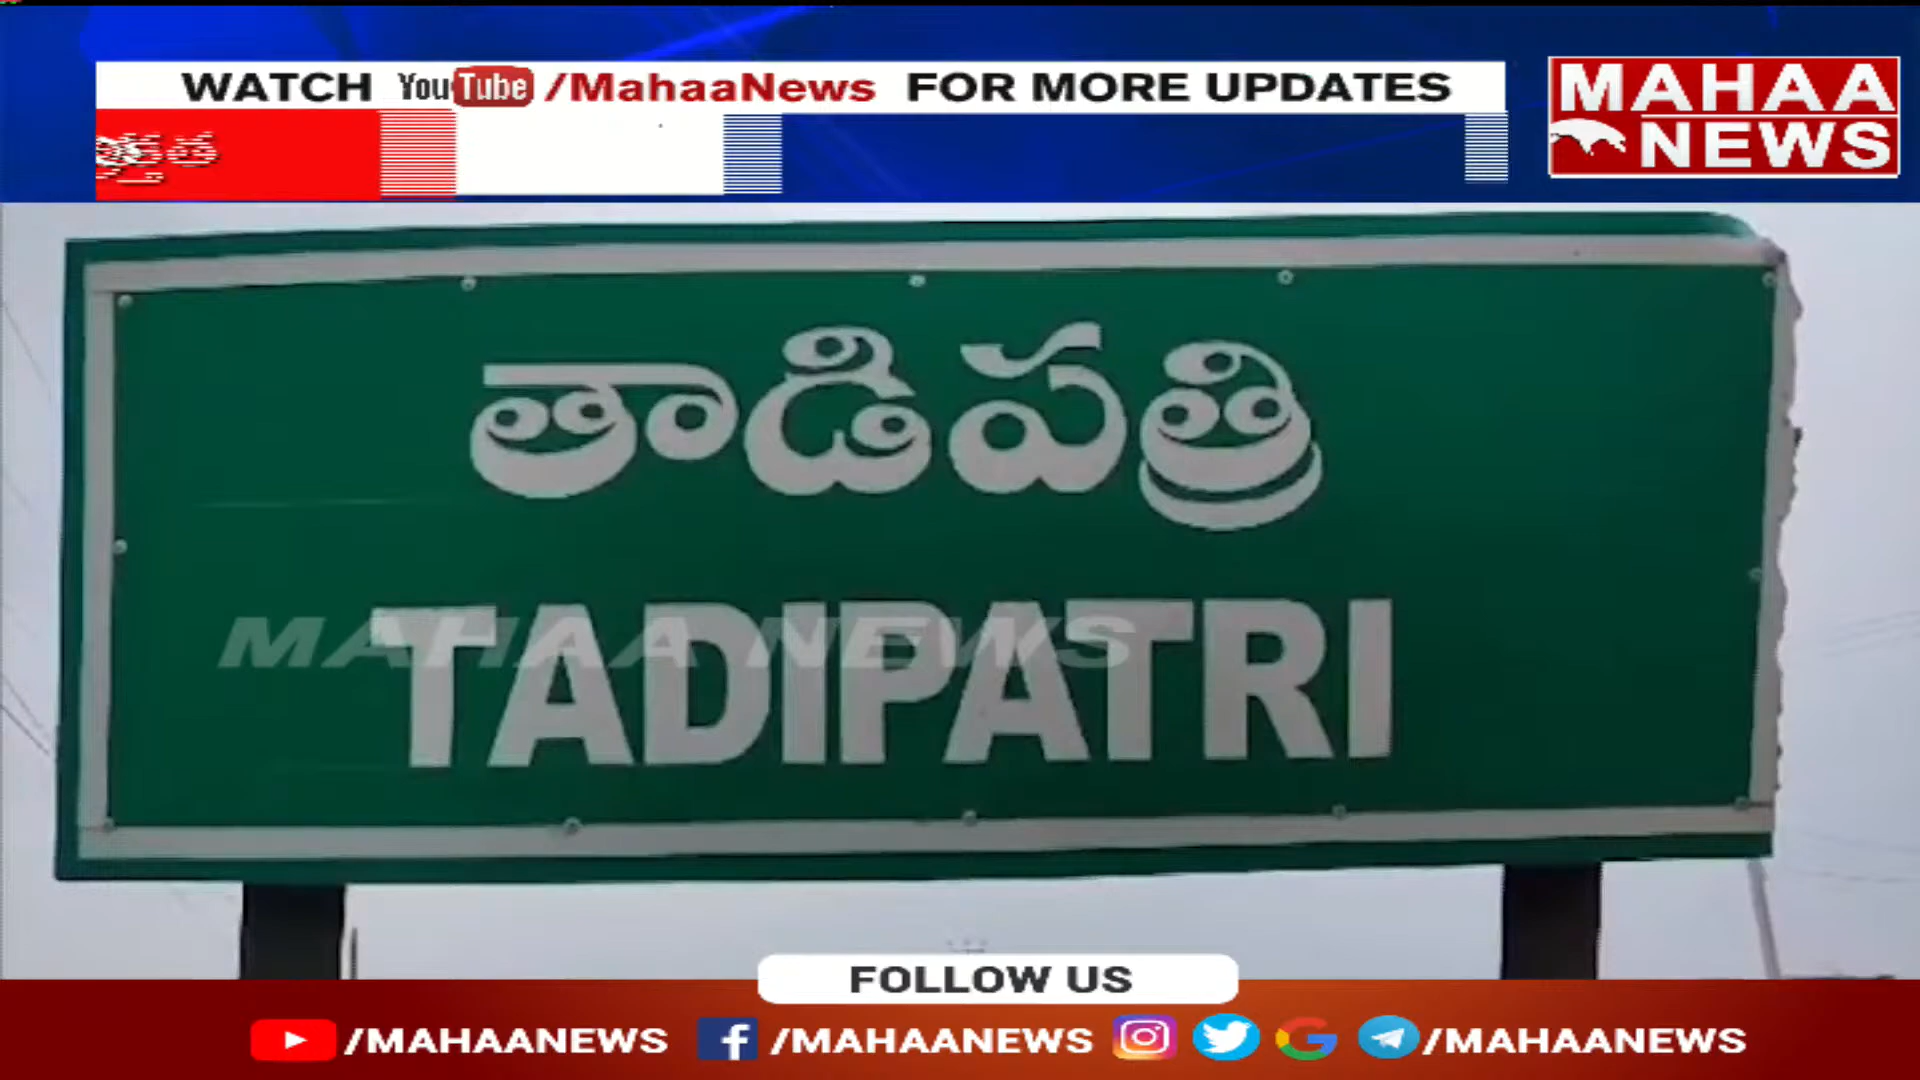 WATCH YouTube /MahaaNews FOR MORE UPDATES
MAHAA
NEWS
తాడిపత్రి
TADIPATRI
MAHAA NEWS
FOLLOW US
/MAHAANEWS /MAHAANEWS /MAHAANEWS